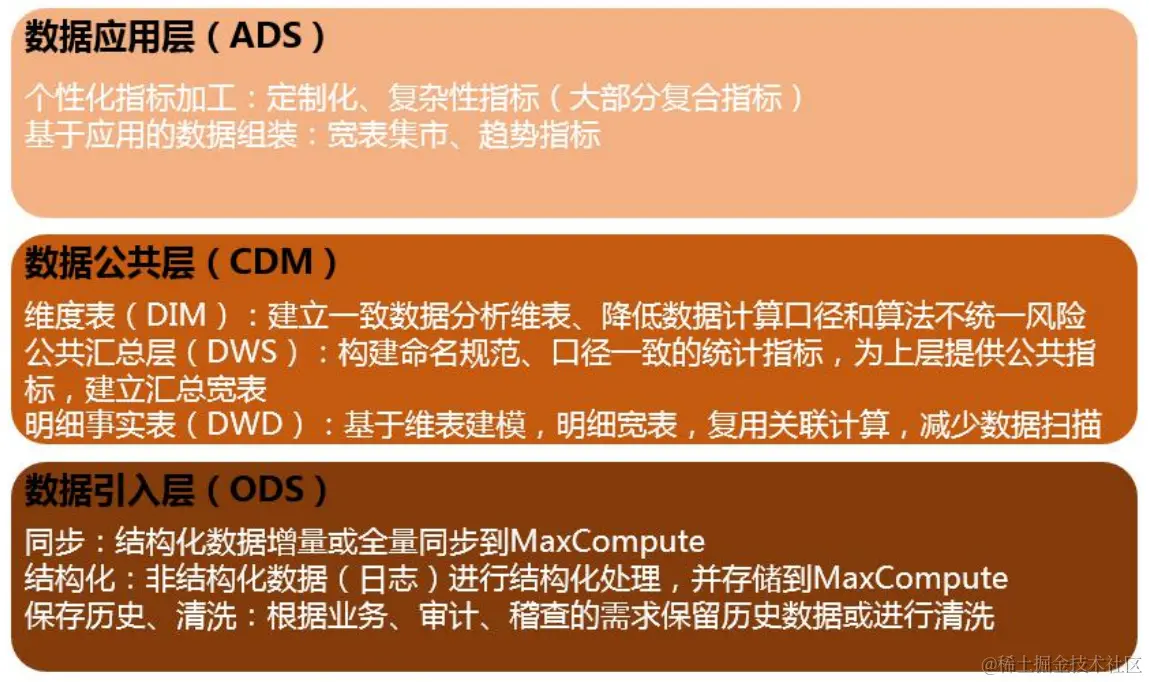 数据应用层（ADS）
个性化指标加工：定制化、复杂性指标（大部分复合指标）
基于应用的数据组装：宽表集市、趋势指标
数据公共层（CDM）
维度表（DIM）：建立一致数据分析维表、降低数据计算口径和算法不统一风险
公共汇总层（DWS）：构建命名规范、口径一致的统计指标，为上层提供公共指
标，建立汇总宽表
明细事实表（DWD）：基于维表建模，明细宽表，复用关联计算，减少数据扫描
数据引入层（ODS）
同步：结构化数据增量或全量同步到MaxCompute
结构化：非结构化数据（日志）进行结构化处理，并存储到MaxCompute
保存历史、清洗：根据业务、审计、稽查的需求保留历史数据或进行清洗
@稀土掘金技术社区